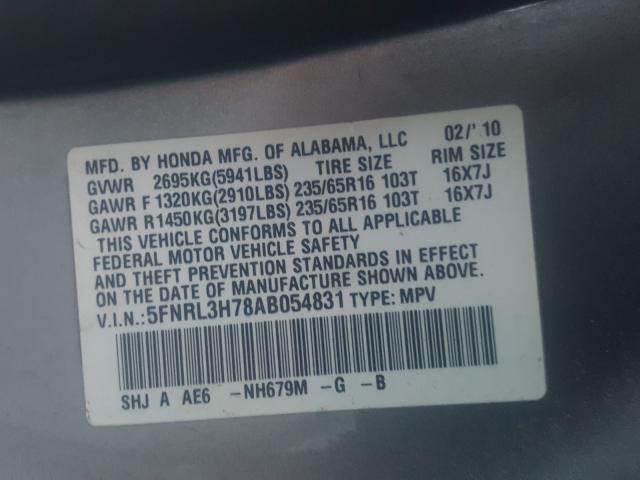 MFD. BY HONDA MFG. OF ALABAMA, LLC 02/' 10
GVWR 2695KG(5941LBS) TIRE SIZE RIM SIZE
GAWR F 1320KG(2910LBS) 235/65R16 103T 16X7J
GAWR R1450KG(3197LBS) 235/65R16 103T 16X7J
THIS VEHICLE CONFORMS TO ALL APPLICABLE
FEDERAL MOTOR VEHICLE SAFETY
AND THEFT PREVENTION STANDARDS IN EFFECT
ON THE DATE OF MANUFACTURE SHOWN ABOVE.
V.I.N.:5FNRL3H78AB054831 TYPE: MPV
SHJ A AE6 -NH679M -G -B